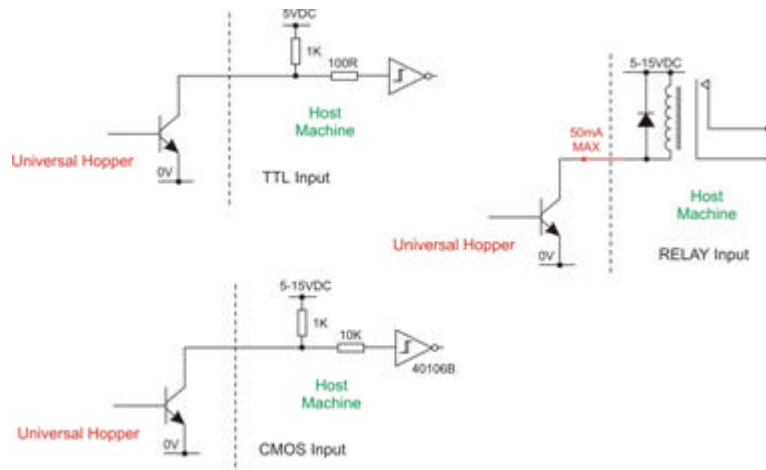 5VDC
1K
100R
Host
Machine
Universal Hopper
0V
TTL Input
5-15VDC
50mA
MAX
Host
Machine
Universal Hopper
0V
RELAY Input
5-15VDC
1K
10K
40106B
Host
Machine
Universal Hopper
0V
CMOS Input